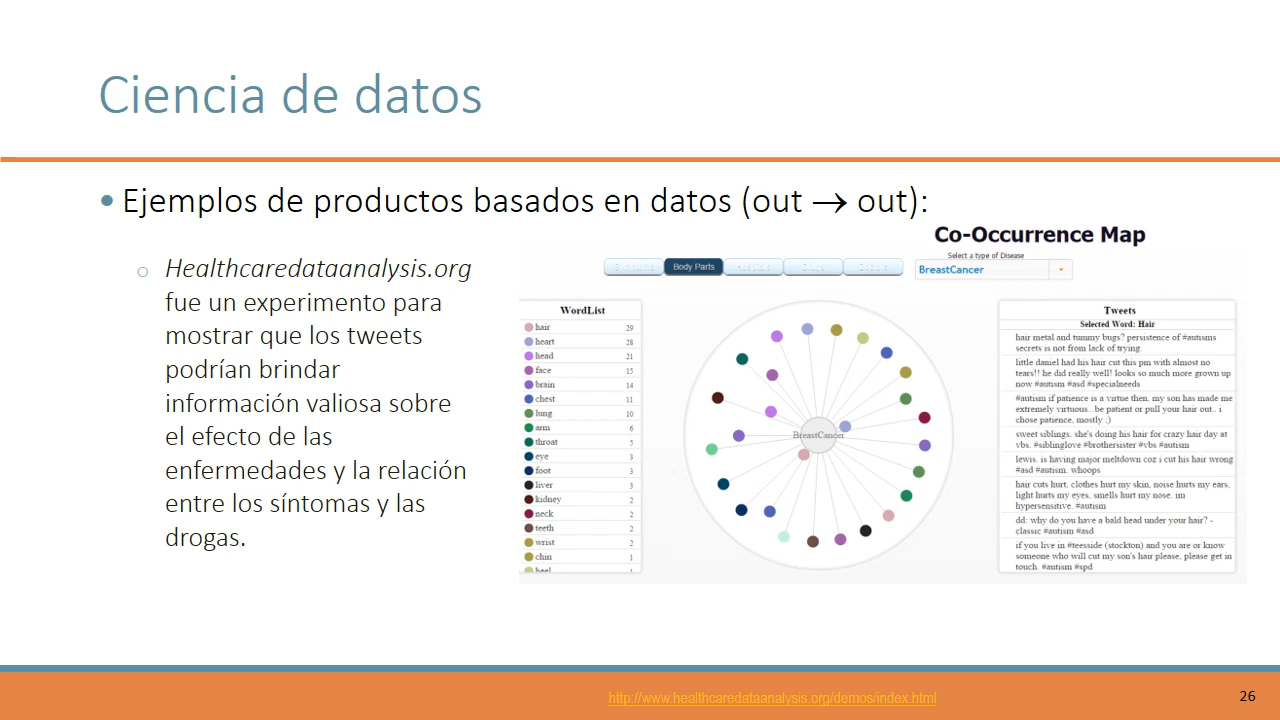 Ciencia de datos
• Ejemplos de productos basados en datos (out → out):
o Healthcaredataanalysis.org
fue un experimento para
mostrar que los tweets
podrían brindar
información valiosa sobre
el efecto de las
enfermedades y la relación
entre los síntomas y las
drogas.
Co-Occurrence Map
Select a type of Disease
Body Parts
BreastCancer
WordList
hair 29
heart 28
head 21
face 15
brain 14
chest 11
lung 10
arm 6
throat 5
eye 3
foot 3
liver 3
kidney 2
neck 2
teeth 2
wrist 2
chin 1
heel 1
BreastCancer
Tweets
Selected Word: Hair
hair metal and tummy bugs? persistence of #autisms
secrets is not from lack of trying.
little daniel had his hair cut this pm with almost no
tears!! he did really well! looks so much more grown up
now #autism #asd #specialneeds
#autism if patience is a virtue then, my son has made me
extremely virtuous...be patient or pull your hair out.. i
chose patience, mostly ;)
sweet siblings. she's doing his hair for crazy hair day at
vbs. #siblinglove #brothersister #vbs #autism
lewis. is having major meltdown coz i cut his hair wrong
#asd #autism. whoops
hair cuts hurt, clothes hurt my skin, noise hurts my ears,
light hurts my eyes, smells hurt my nose. im
hypersensitive. #autism
dd: why do you have a bald head under your hair? -
classic #autism #asd
if you live in #teesside (stockton) and you are or know
someone who will cut my son's hair please, please get in
touch. #autism #spd
http://www.healthcaredataanalysis.org/demos/index.html
26